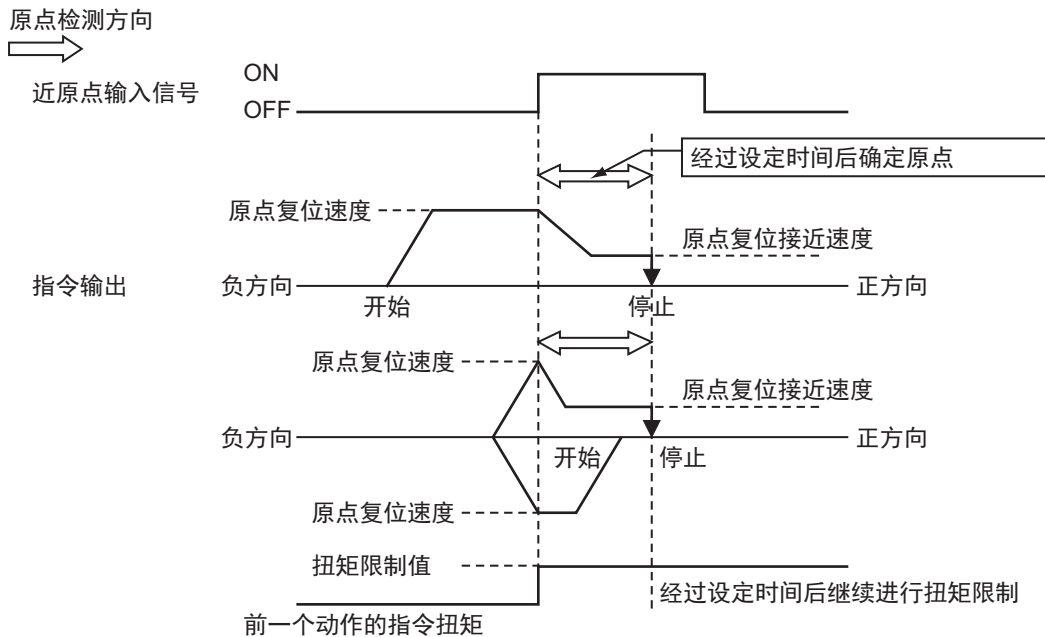 原点检测方向
近原点输入信号
ON
OFF
经过设定时间后确定原点
原点复位速度
原点复位接近速度
指令输出
负方向
正方向
开始
停止
原点复位速度
原点复位接近速度
负方向
正方向
开始
停止
原点复位速度
扭矩限制值
经过设定时间后继续进行扭矩限制
前一个动作的指令扭矩